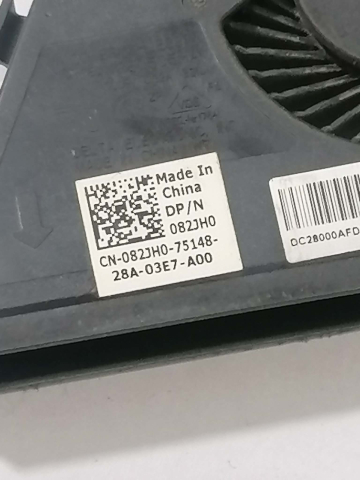 Made In
China
DP/N
082JH0
CN-082JH0-75148-
28A-03E7-A00
DC28000AFD